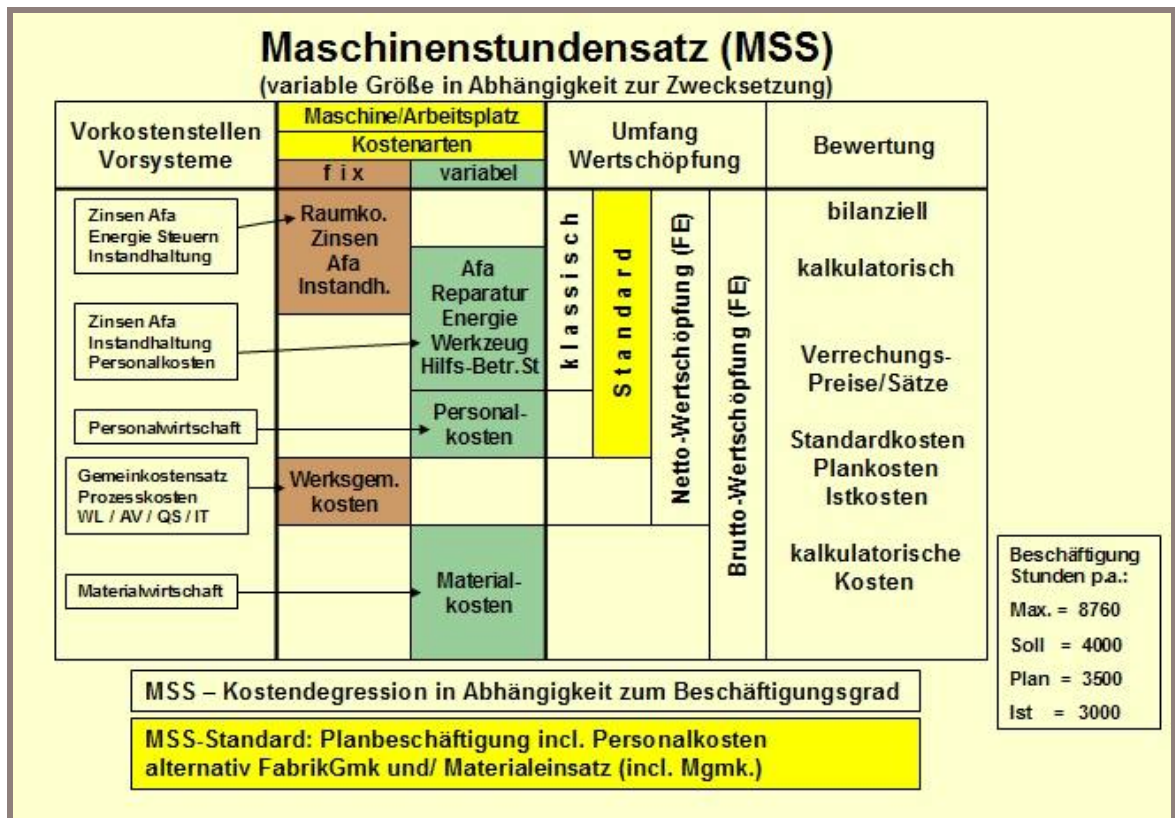 Maschinenstundensatz (MSS)
(variable Größe in Abhängigkeit zur Zwecksetzung)
Vorkostenstellen
Vorsysteme
Maschine/Arbeitsplatz
Kostenarten
fix
variabel
Umfang
Wertschöpfung
Bewertung
Zinsen Afa
Energie Steuern
Instandhaltung
Zinsen Afa
Instandhaltung
Personalkosten
Personalwirtschaft
Gemeinkostensatz
Prozesskosten
WL / AV / QS / IT
Materialwirtschaft
Raumko.
Zinsen
Afa
Instandh.
Werksgem.
kosten
Afa
Reparatur
Energie
Werkzeug
Hilfs-Betr.St
Personal-
kosten
Material-
kosten
klassisch
Standard
Netto-Wertschöpfung (FE)
Brutto-Wertschöpfung (FE)
bilanziell
kalkulatorisch
Verrechungs-
Preise/Sätze
Standardkosten
Plankosten
Istkosten
kalkulatorische
Kosten
Beschäftigung
Stunden p.a.:
Max. = 8760
Soll = 4000
Plan = 3500
Ist = 3000
MSS – Kostendegression in Abhängigkeit zum Beschäftigungsgrad
MSS-Standard: Planbeschäftigung incl. Personalkosten
alternativ FabrikGmk und/ Materialeinsatz (incl. Mgmk.)